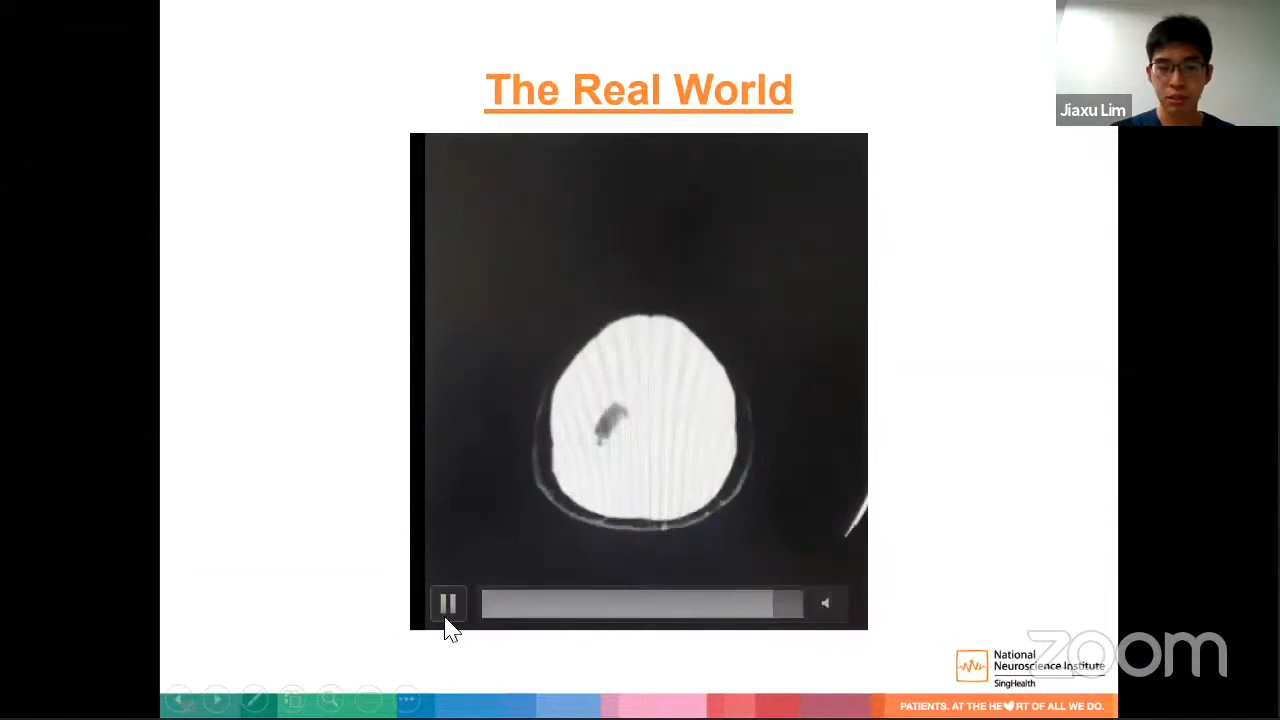 The Real World
Jiaxu Lim
National
Neuroscience Institute
SingHealth
zoom
PATIENTS. AT THE HE RT OF ALL WE DO.